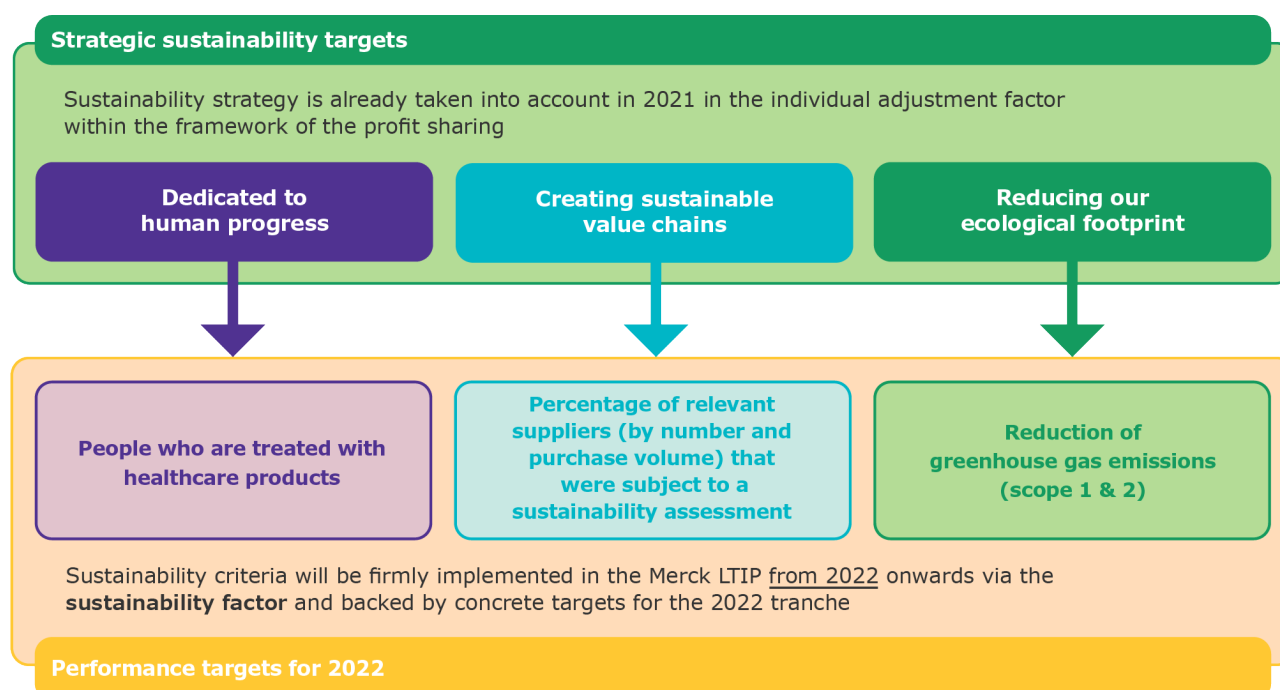 Strategic sustainability targets
Sustainability strategy is already taken into account in 2021 in the individual adjustment factor
within the framework of the profit sharing
Dedicated to
human progress
Creating sustainable
value chains
Reducing our
ecological footprint
People who are treated with
healthcare products
Percentage of relevant
suppliers (by number and
purchase volume) that
were subject to a
sustainability assessment
Reduction of
greenhouse gas emissions
(scope 1 & 2)
Sustainability criteria will be firmly implemented in the Merck LTIP from 2022 onwards via the
sustainability factor and backed by concrete targets for the 2022 tranche
Performance targets for 2022